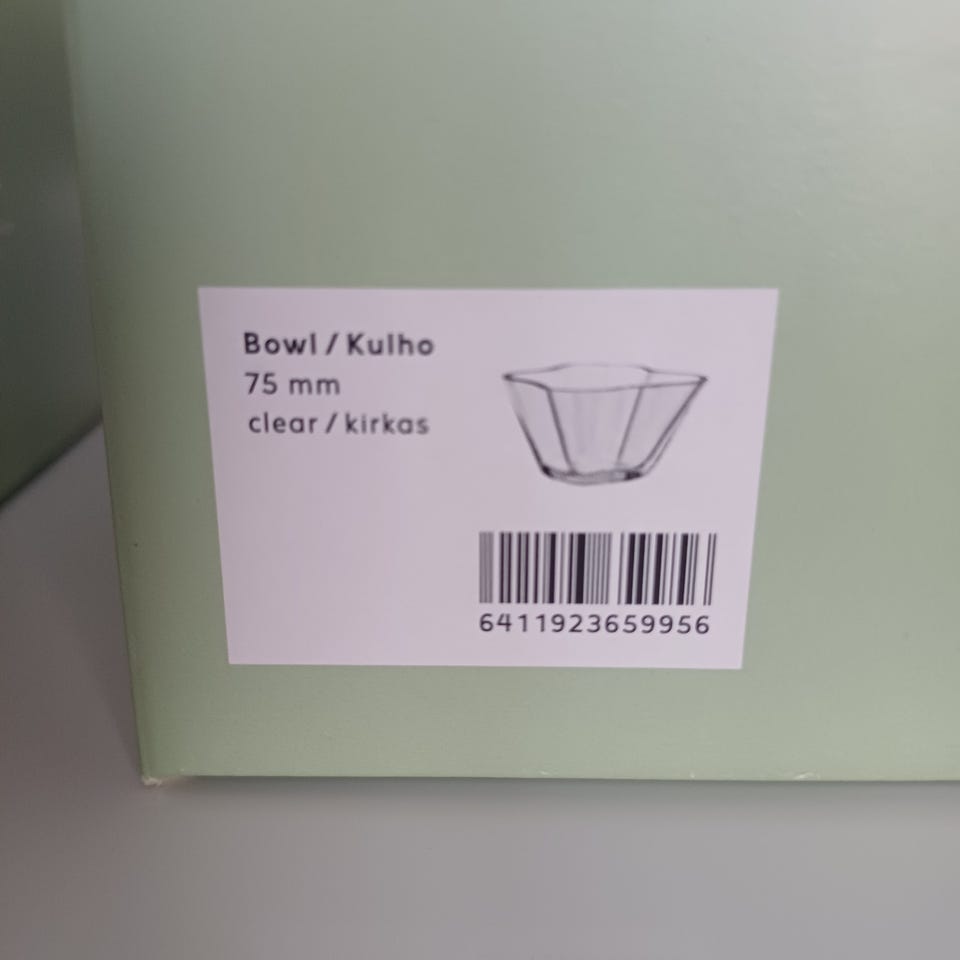 Bowl / Kulho
75 mm
clear / kirkas
6411923659956